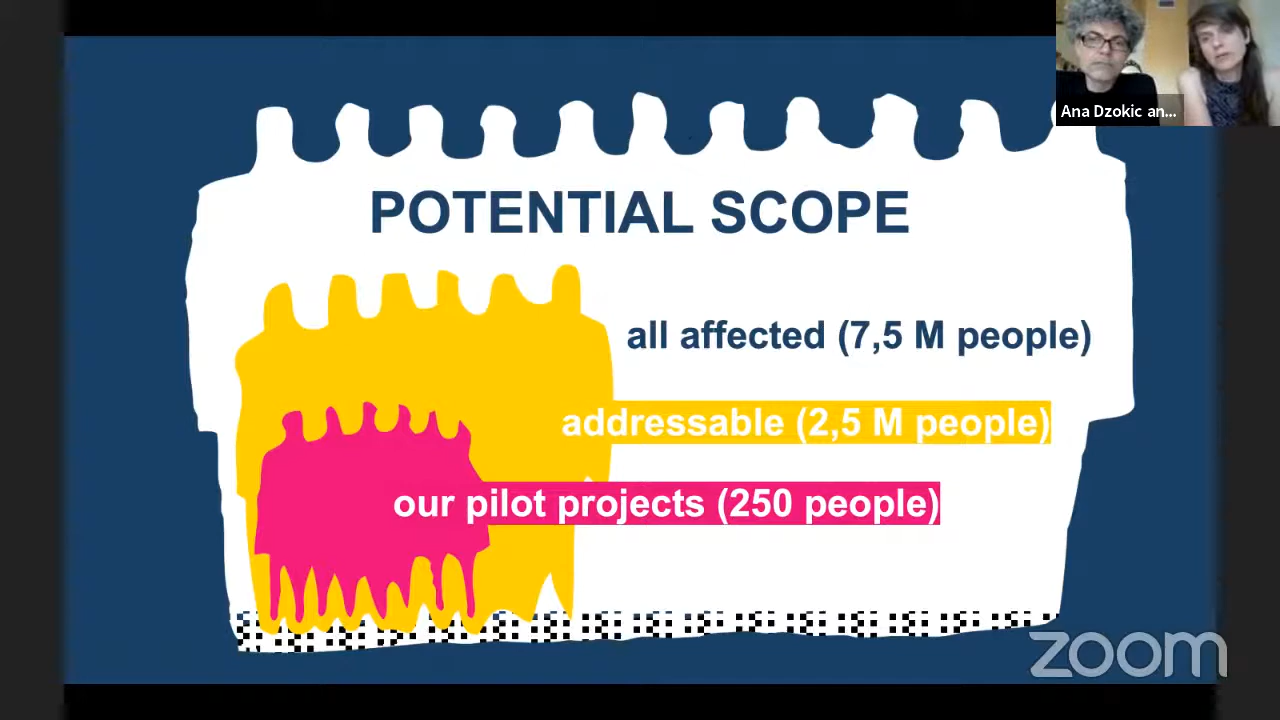 Ana Dzokic an...
POTENTIAL SCOPE
all affected (7,5 M people)
addressable (2,5 M people)
our pilot projects (250 people)
zoom